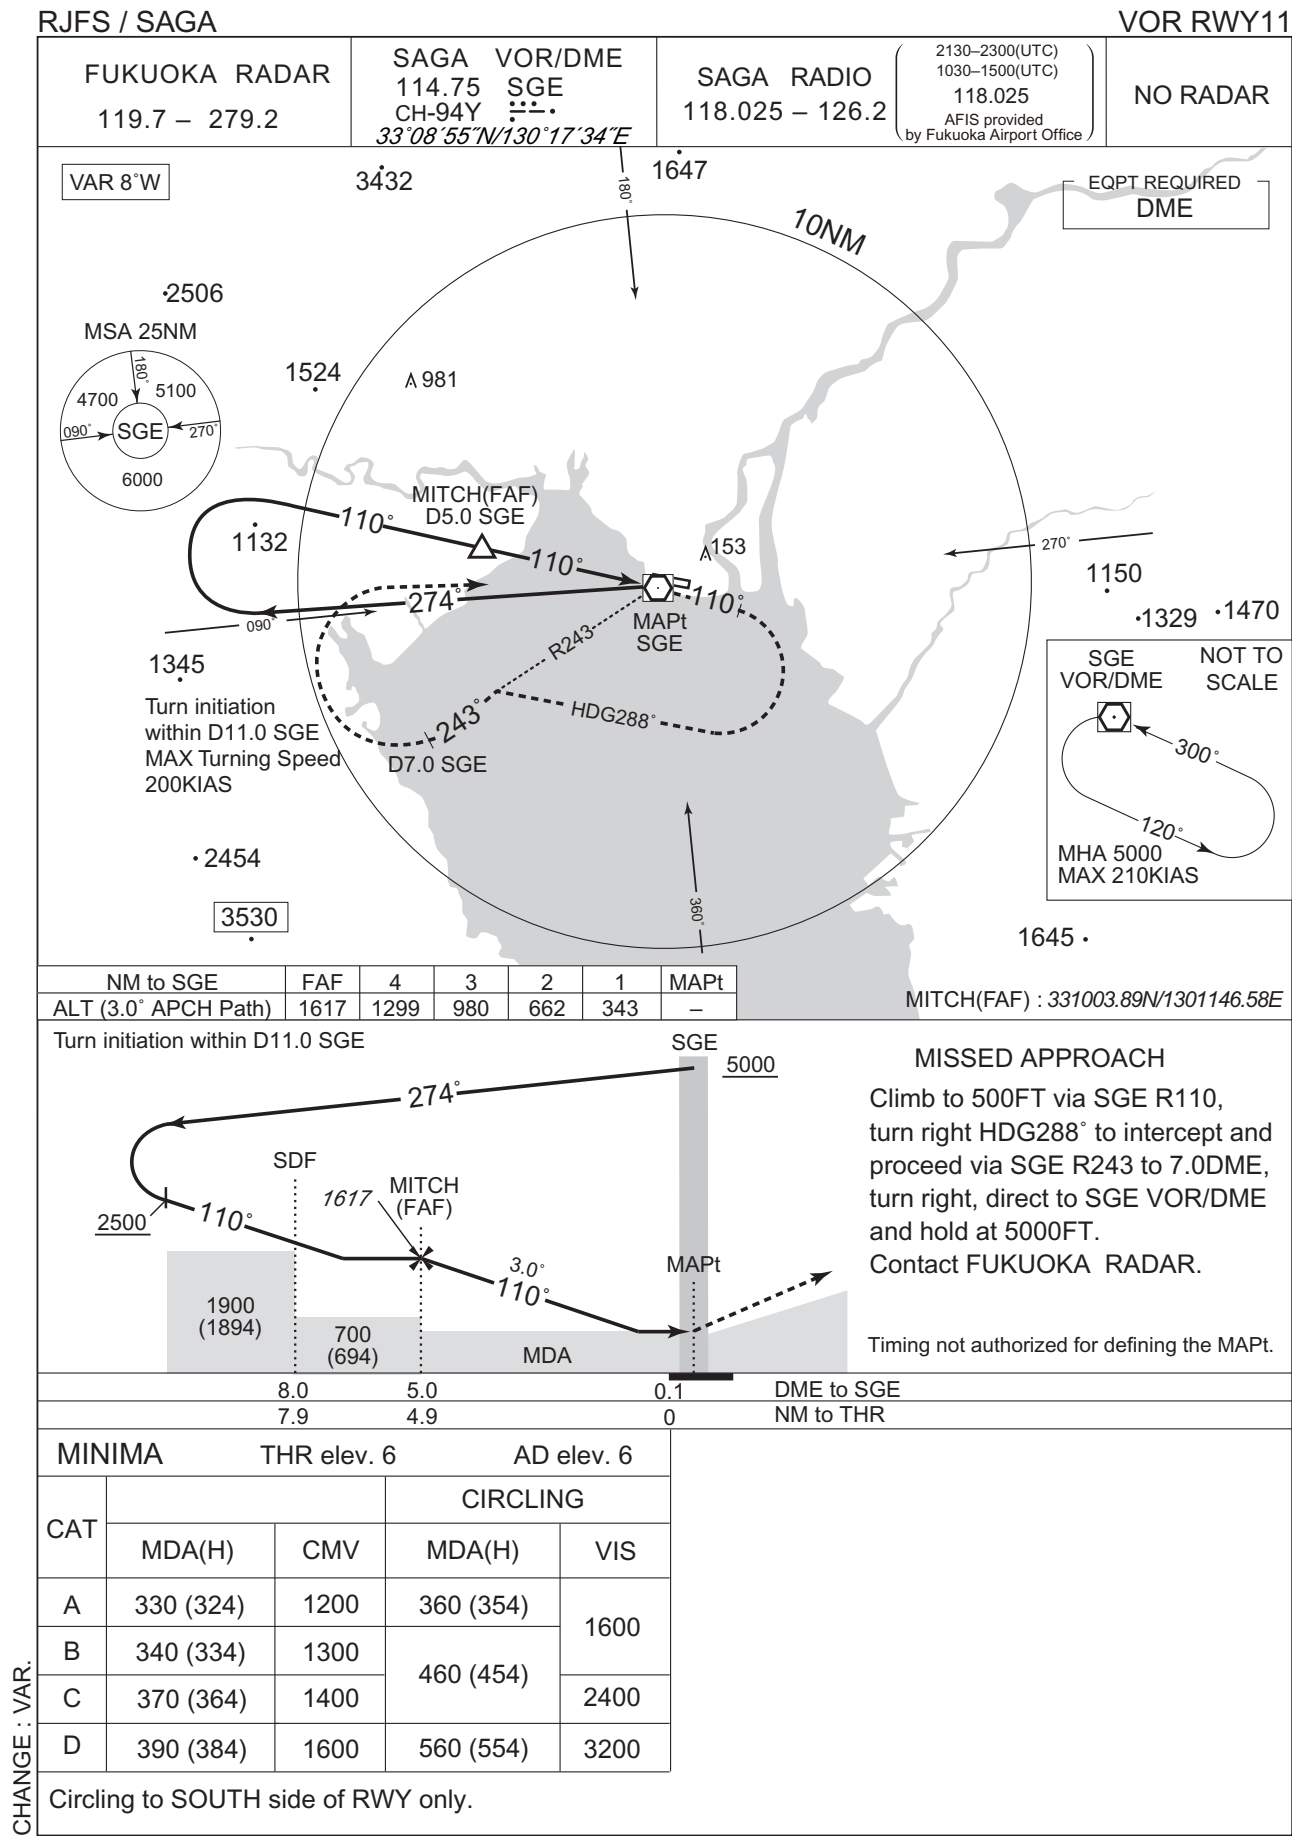 RJFS / SAGA
VOR RWY11
FUKUOKA RADAR
119.7 – 279.2
SAGA VOR/DME
114.75 SGE
CH-94Y
33˚08´55˝N/130˚17´34˝E
SAGA RADIO
118.025 – 126.2
2130–2300(UTC)
1030–1500(UTC)
118.025
AFIS provided
by Fukuoka Airport Office
NO RADAR
VAR 8˚W
3432
180˚
1647
EQPT REQUIRED
DME
10NM
2506
MSA 25NM
180˚
4700
5100
090˚
SGE
270˚
6000
1524
981
MITCH(FAF)
D5.0 SGE
110˚
1132
110˚
153
270˚
1150
274˚
110˚
090˚
MAPt
SGE
R243
1329
1470
1345
Turn initiation
within D11.0 SGE
MAX Turning Speed
200KIAS
243˚
HDG288˚
D7.0 SGE
SGE
VOR/DME
NOT TO
SCALE
300˚
120˚
MHA 5000
MAX 210KIAS
2454
3530
360˚
1645
NM to SGE FAF 4 3 2 1 MAPt
ALT (3.0˚ APCH Path) 1617 1299 980 662 343 –
MITCH(FAF) : 331003.89N/1301146.58E
Turn initiation within D11.0 SGE
SGE
5000
274˚
SDF
1617
MITCH
(FAF)
2500
110˚
3.0˚
110˚
MAPt
1900
(1894)
700
(694)
MDA
MISSED APPROACH
Climb to 500FT via SGE R110,
turn right HDG288˚ to intercept and
proceed via SGE R243 to 7.0DME,
turn right, direct to SGE VOR/DME
and hold at 5000FT.
Contact FUKUOKA RADAR.
Timing not authorized for defining the MAPt.
8.0 5.0 0.1 DME to SGE
7.9 4.9 0 NM to THR
MINIMA THR elev. 6 AD elev. 6
CAT
CIRCLING
MDA(H) CMV MDA(H) VIS
A 330 (324) 1200 360 (354)
1600
B 340 (334) 1300
460 (454)
C 370 (364) 1400 2400
D 390 (384) 1600 560 (554) 3200
Circling to SOUTH side of RWY only.
CHANGE : VAR.